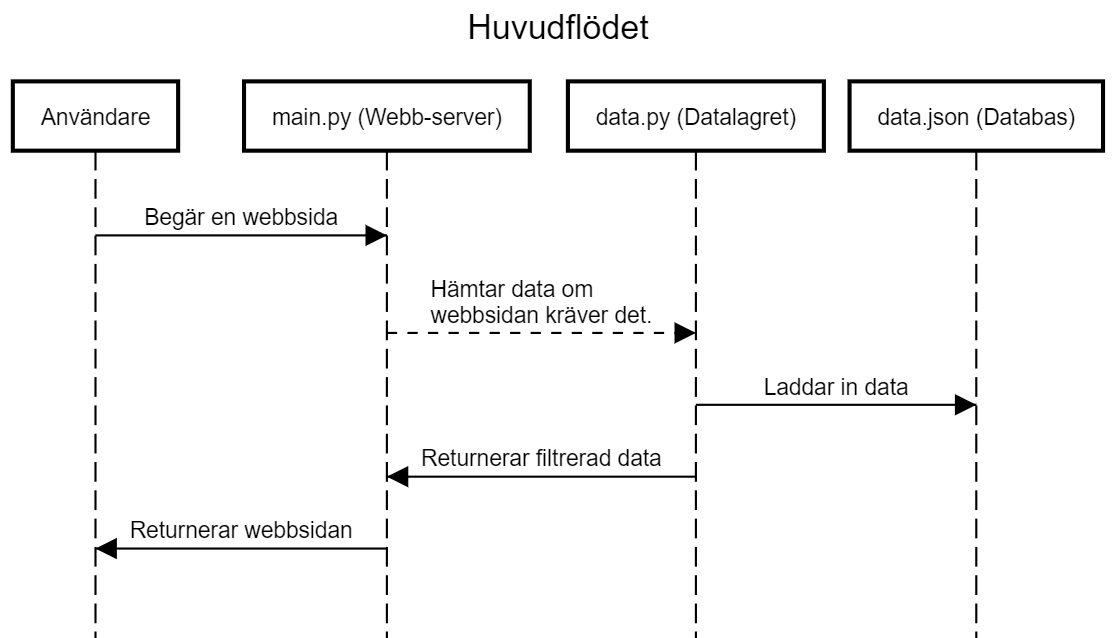 Huvudflödet
Användare
main.py (Webb-server)
data.py (Datalagret)
data.json (Databas)
Begär en webbsida
Hämtar data om
webbsidan kräver det.
Laddar in data
Returnerar filtrerad data
Returnerar webbsidan